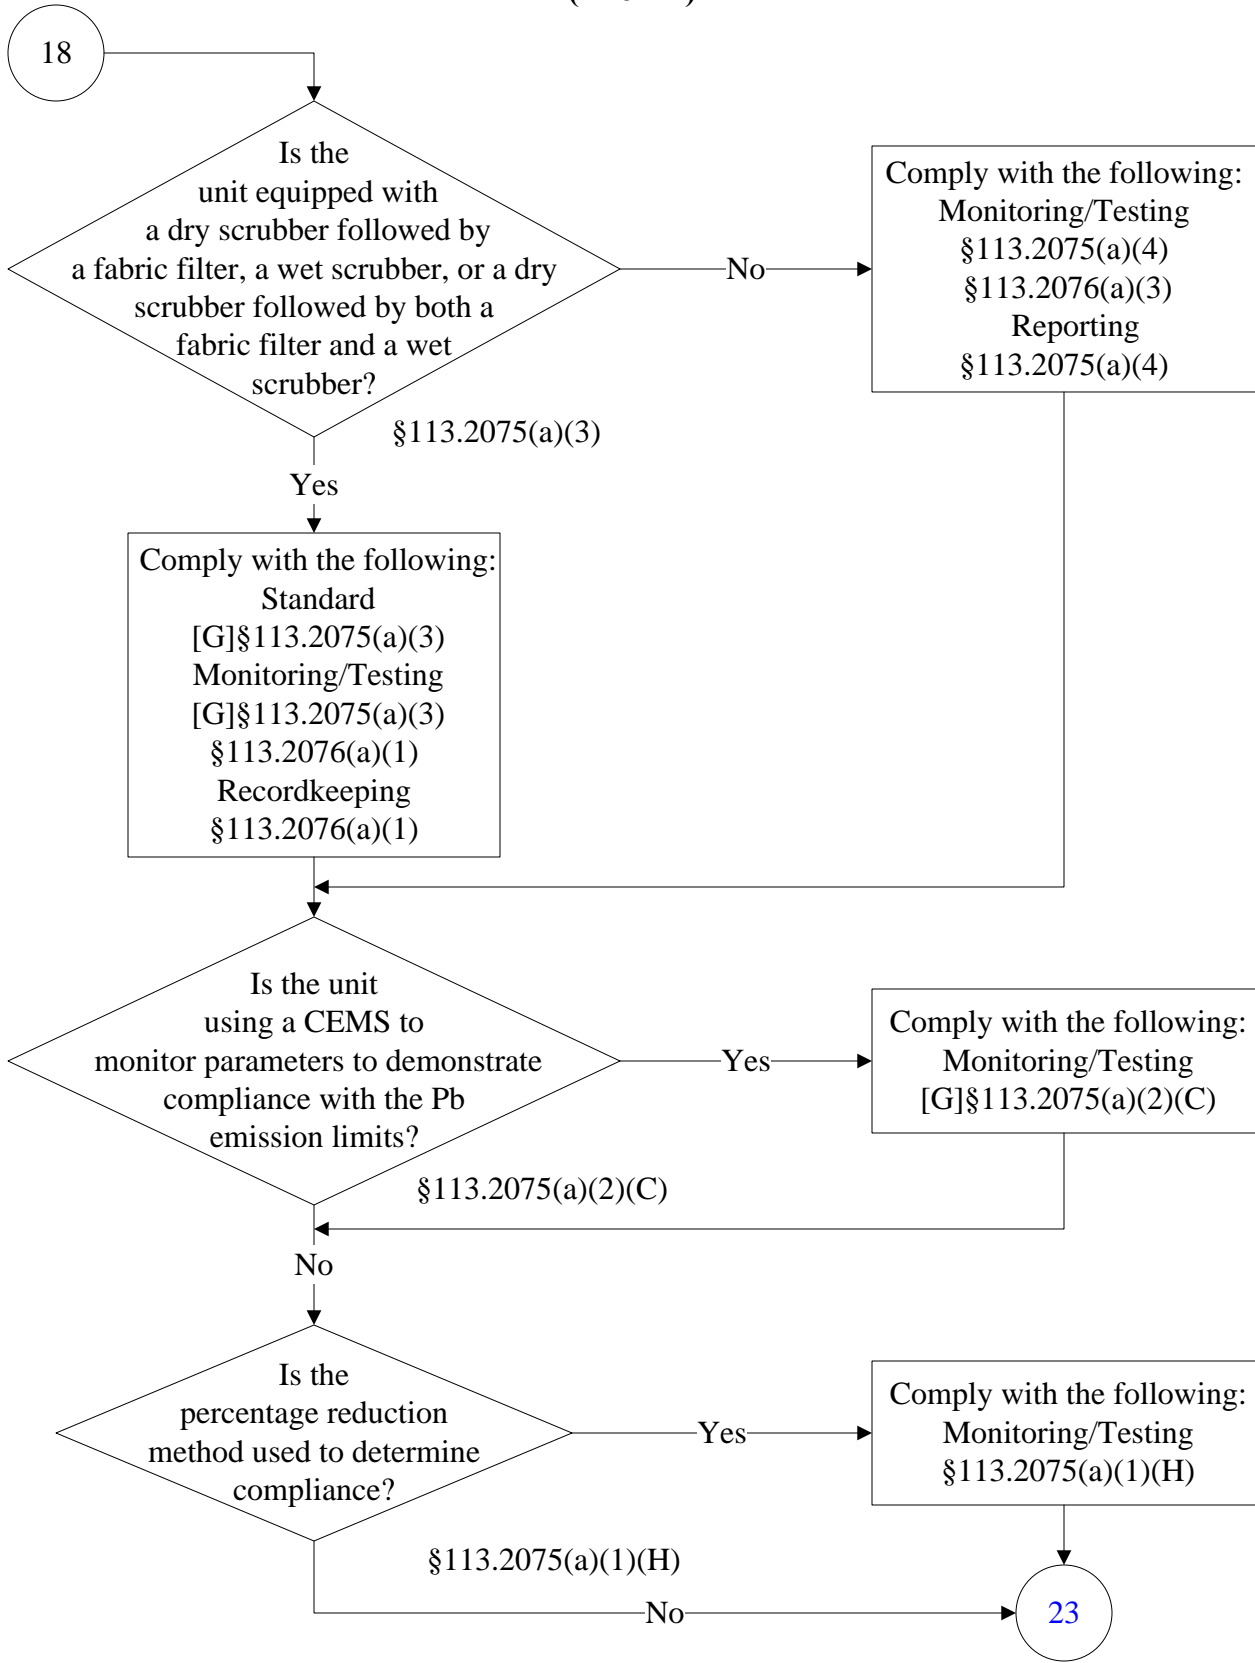 18
Is the
unit equipped with
a dry scrubber followed by
a fabric filter, a wet scrubber, or a dry
scrubber followed by both a
fabric filter and a wet
scrubber?
No
Comply with the following:
Monitoring/Testing
§113.2075(a)(4)
§113.2076(a)(3)
Reporting
§113.2075(a)(4)
§113.2075(a)(3)
Yes
Comply with the following:
Standard
[G]§113.2075(a)(3)
Monitoring/Testing
[G]§113.2075(a)(3)
§113.2076(a)(1)
Recordkeeping
§113.2076(a)(1)
Is the unit
using a CEMS to
monitor parameters to demonstrate
compliance with the Pb
emission limits?
Yes
Comply with the following:
Monitoring/Testing
[G]§113.2075(a)(2)(C)
§113.2075(a)(2)(C)
No
Is the
percentage reduction
method used to determine
compliance?
Yes
Comply with the following:
Monitoring/Testing
§113.2075(a)(1)(H)
§113.2075(a)(1)(H)
No
23